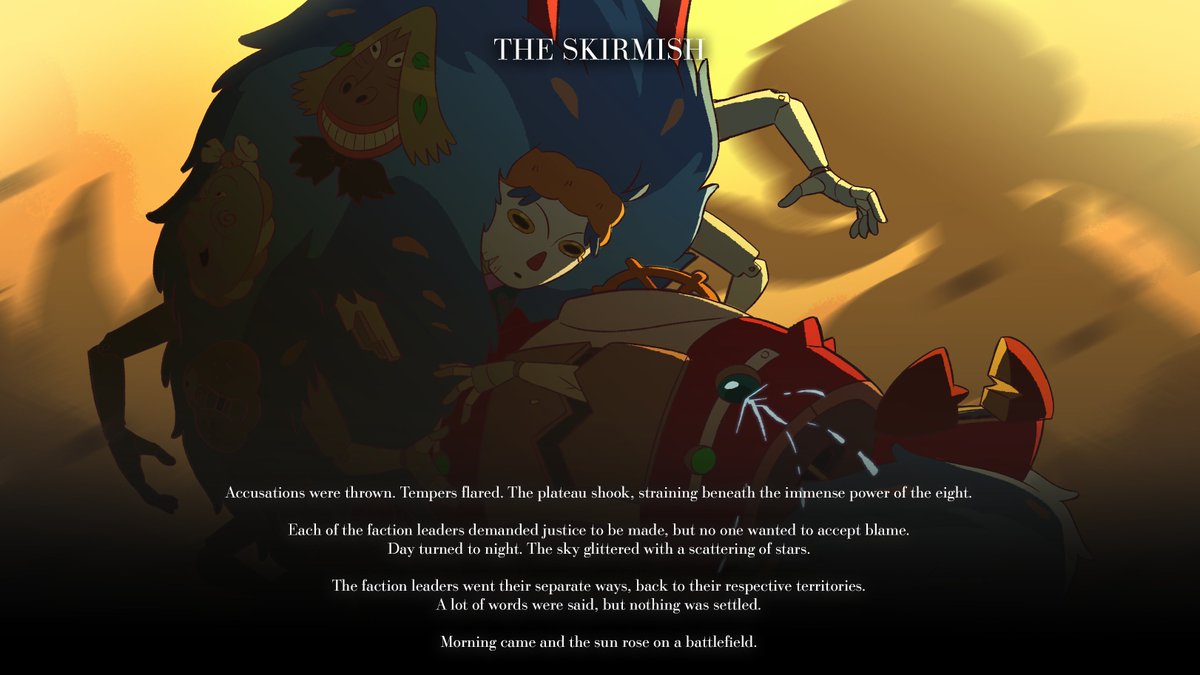 THE SKIRMISH
Accusations were thrown. Tempers flared. The plateau shook, straining beneath the immense power of the eight.
Each of the faction leaders demanded justice to be made, but no one wanted to accept blame.
Day turned to night. The sky glittered with a scattering of stars.
The faction leaders went their separate ways, back to their respective territories.
A lot of words were said, but nothing was settled.
Morning came and the sun rose on a battlefield.